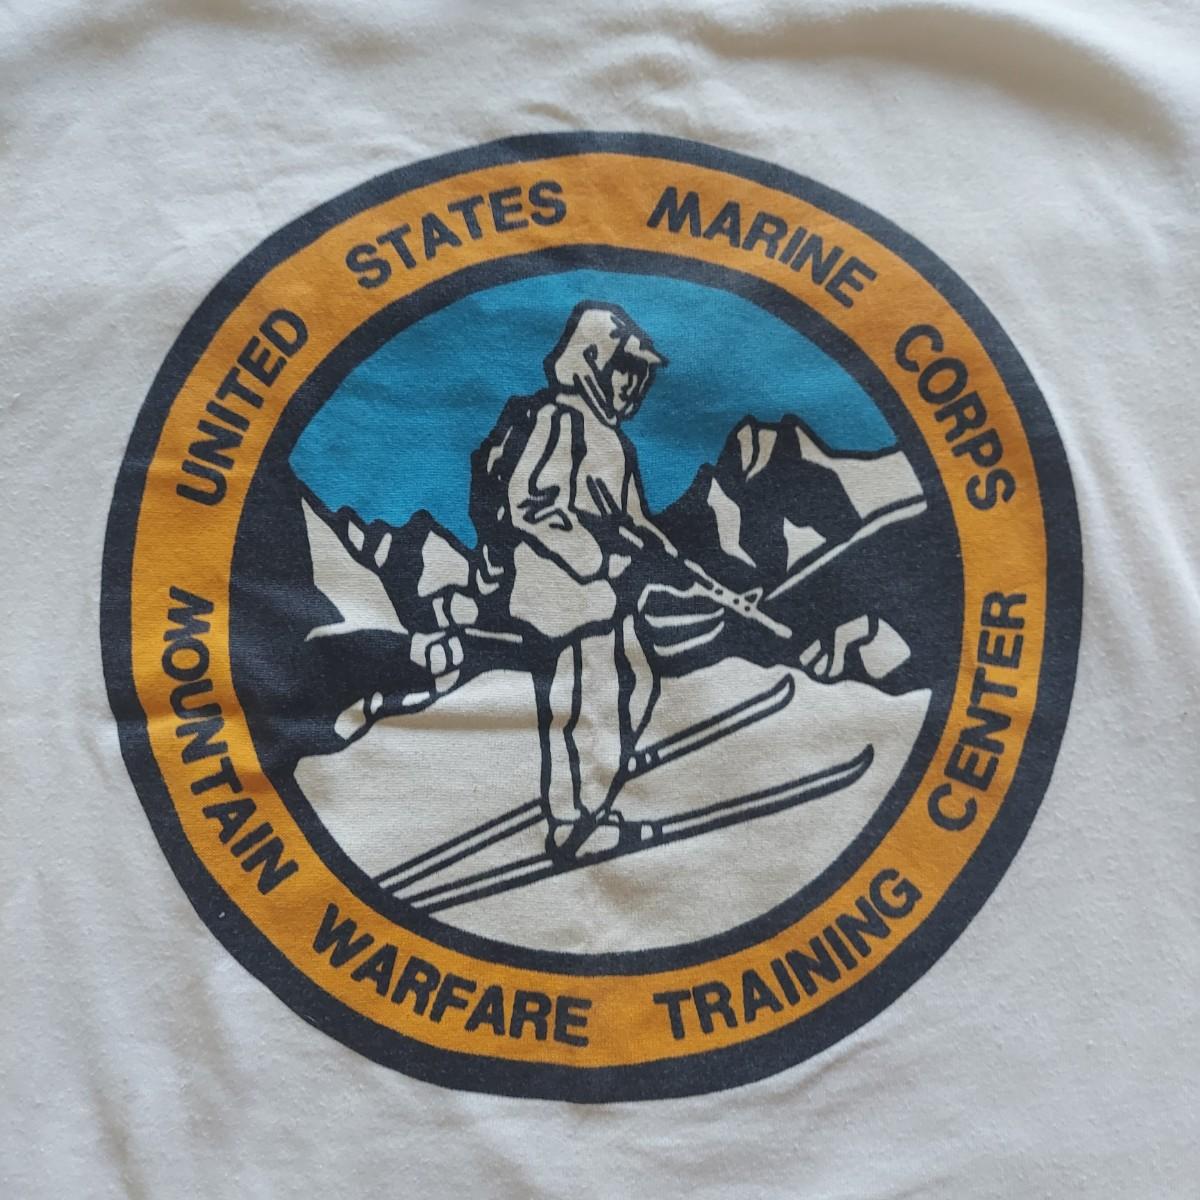 UNITED STATES MARINE CORPS
MOUNTAIN WARFARE TRAINING CENTER